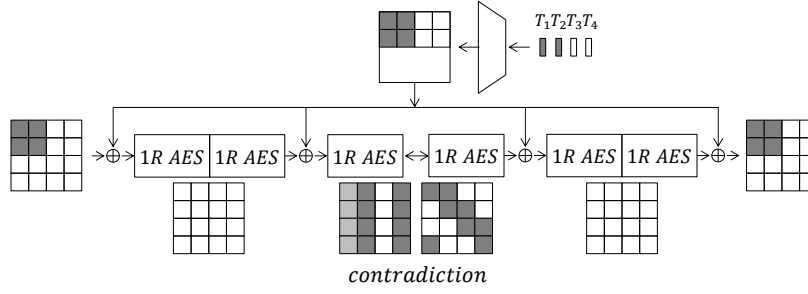 T₁T₂T₃T₄
1R AES 1R AES 1R AES 1R AES 1R AES 1R AES
contradiction